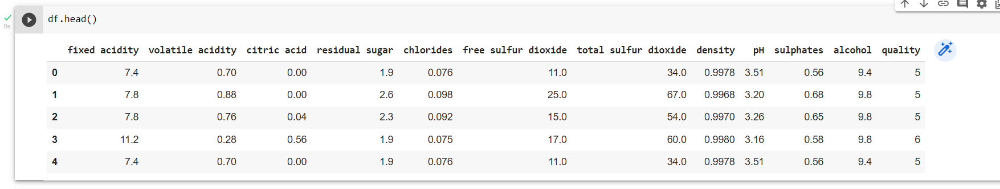 df.head()
0s
fixed acidity volatile acidity citric acid residual sugar chlorides free sulfur dioxide total sulfur dioxide density pH sulphates alcohol quality
0 7.4 0.70 0.00 1.9 0.076 11.0 34.0 0.9978 3.51 0.56 9.4 5
1 7.8 0.88 0.00 2.6 0.098 25.0 67.0 0.9968 3.20 0.68 9.8 5
2 7.8 0.76 0.04 2.3 0.092 15.0 54.0 0.9970 3.26 0.65 9.8 5
3 11.2 0.28 0.56 1.9 0.075 17.0 60.0 0.9980 3.16 0.58 9.8 6
4 7.4 0.70 0.00 1.9 0.076 11.0 34.0 0.9978 3.51 0.56 9.4 5